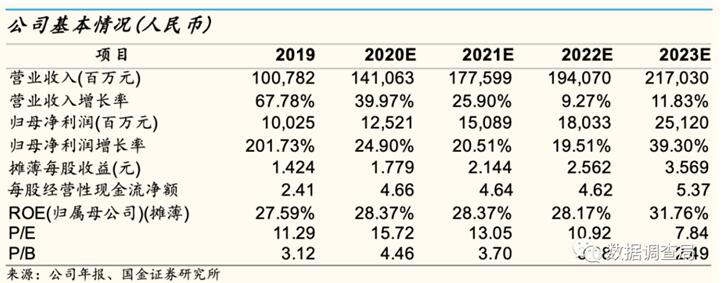 公司基本情况(人民币)
项目 2019 2020E 2021E 2022E 2023E
营业收入(百万元) 100,782 141,063 177,599 194,070 217,030
营业收入增长率 67.78% 39.97% 25.90% 9.27% 11.83%
归母净利润(百万元) 10,025 12,521 15,089 18,033 25,120
归母净利润增长率 201.73% 24.90% 20.51% 19.51% 39.30%
摊薄每股收益(元) 1.424 1.779 2.144 2.562 3.569
每股经营性现金流净额 2.41 4.66 4.64 4.62 5.37
ROE(归属母公司)(摊薄) 27.59% 28.37% 28.37% 28.17% 31.76%
P/E 11.29 15.72 13.05 10.92 7.84
P/B 3.12 4.46 3.70 2.49
来源：公司年报、国金证券研究所
数据调查局